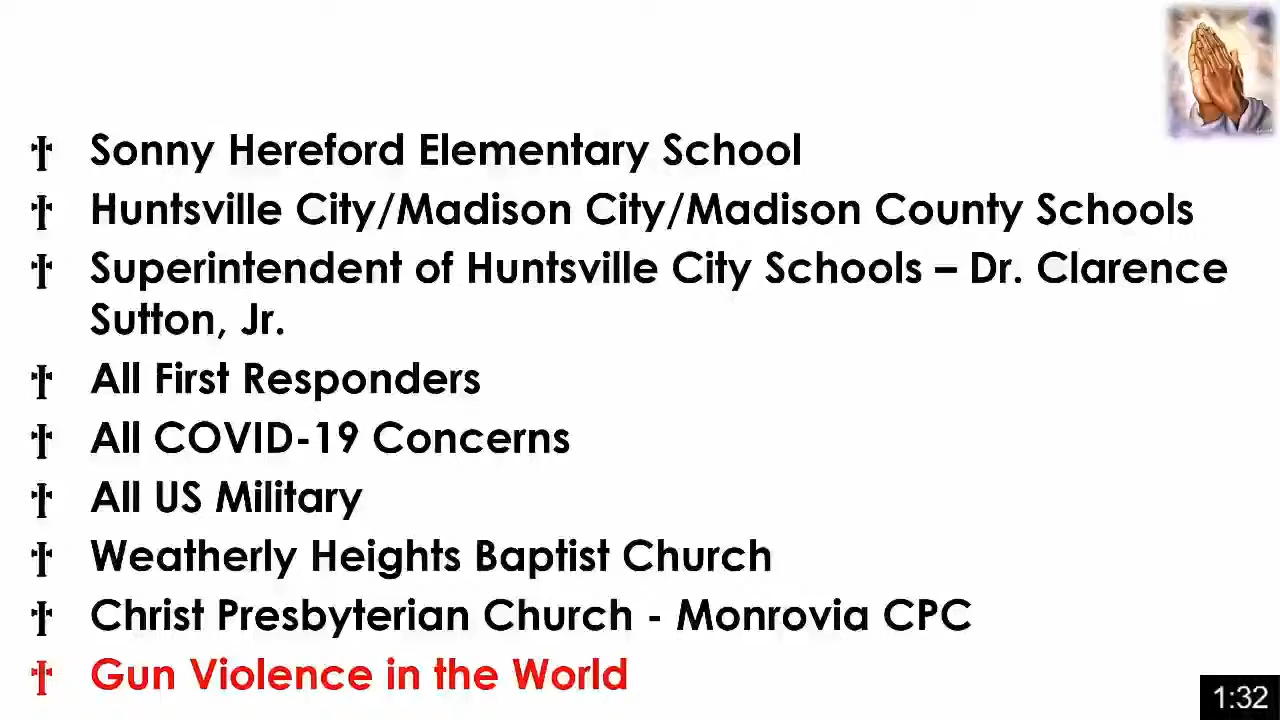 Sonny Hereford Elementary School
Huntsville City/Madison City/Madison County Schools
Superintendent of Huntsville City Schools – Dr. Clarence
Sutton, Jr.
All First Responders
All COVID-19 Concerns
All US Military
Weatherly Heights Baptist Church
Christ Presbyterian Church - Monrovia CPC
Gun Violence in the World
1:32